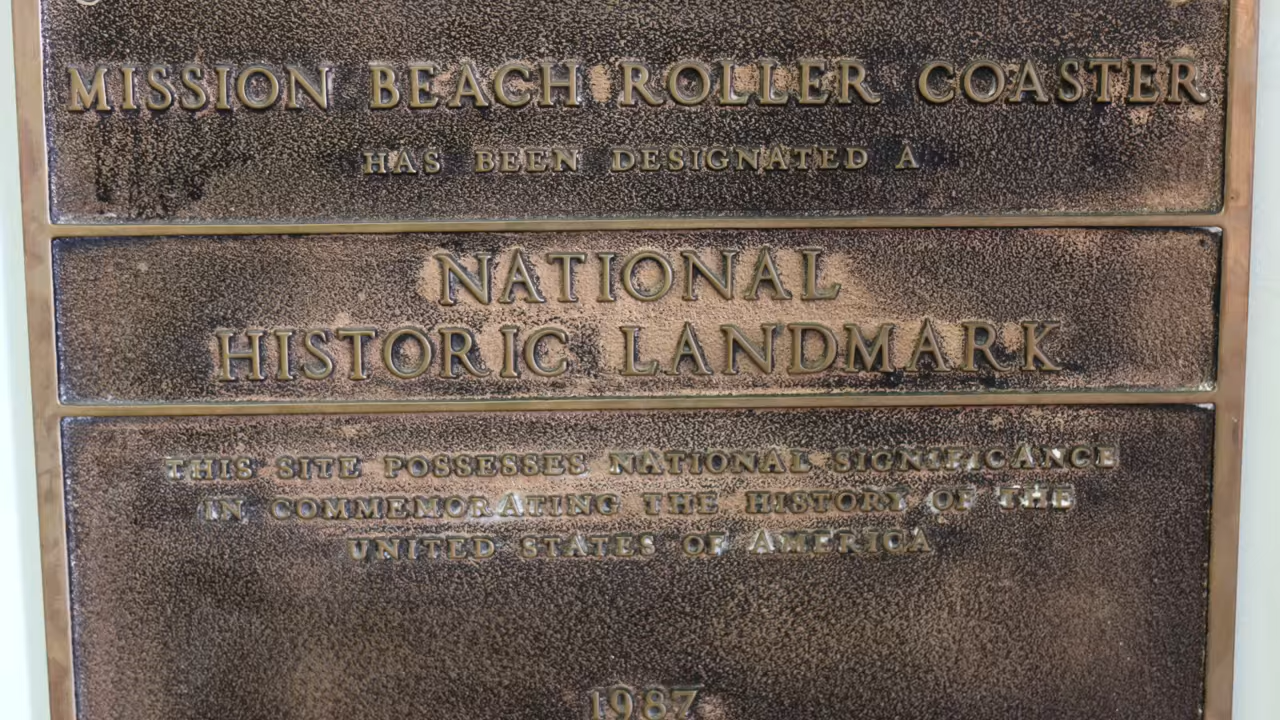 MISSION BEACH ROLLER COASTER
HAS BEEN DESIGNATED A
NATIONAL
HISTORIC LANDMARK
THIS SITE POSSESSES NATIONAL SIGNIFICANCE
IN COMMEMORATING THE HISTORY OF THE
UNITED STATES OF AMERICA
1987